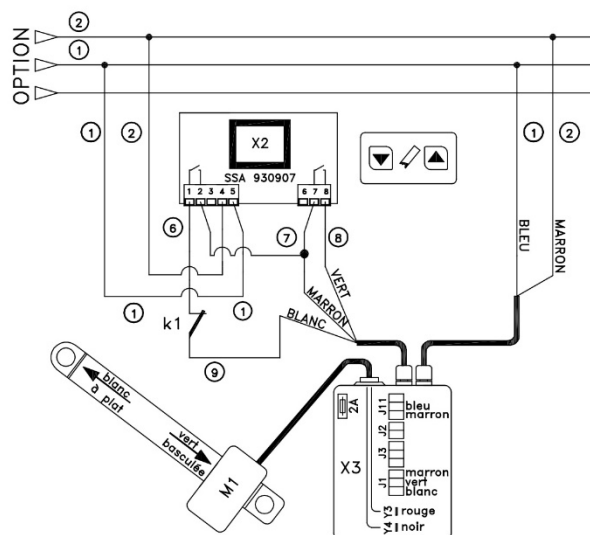 2
1
OPTION
1
2
X2
SSA 930907
1 2 3 4 5
6 7 8
6
7
8
1
2
BLEU
MARRON
VERT
MARRON
BLANC
1
1
k1
9
blanc
à plat
vert
basculée
M1
2A
X3
J11
bleu
marron
J2
J3
J1
marron
vert
blanc
Y3 rouge
Y4 noir